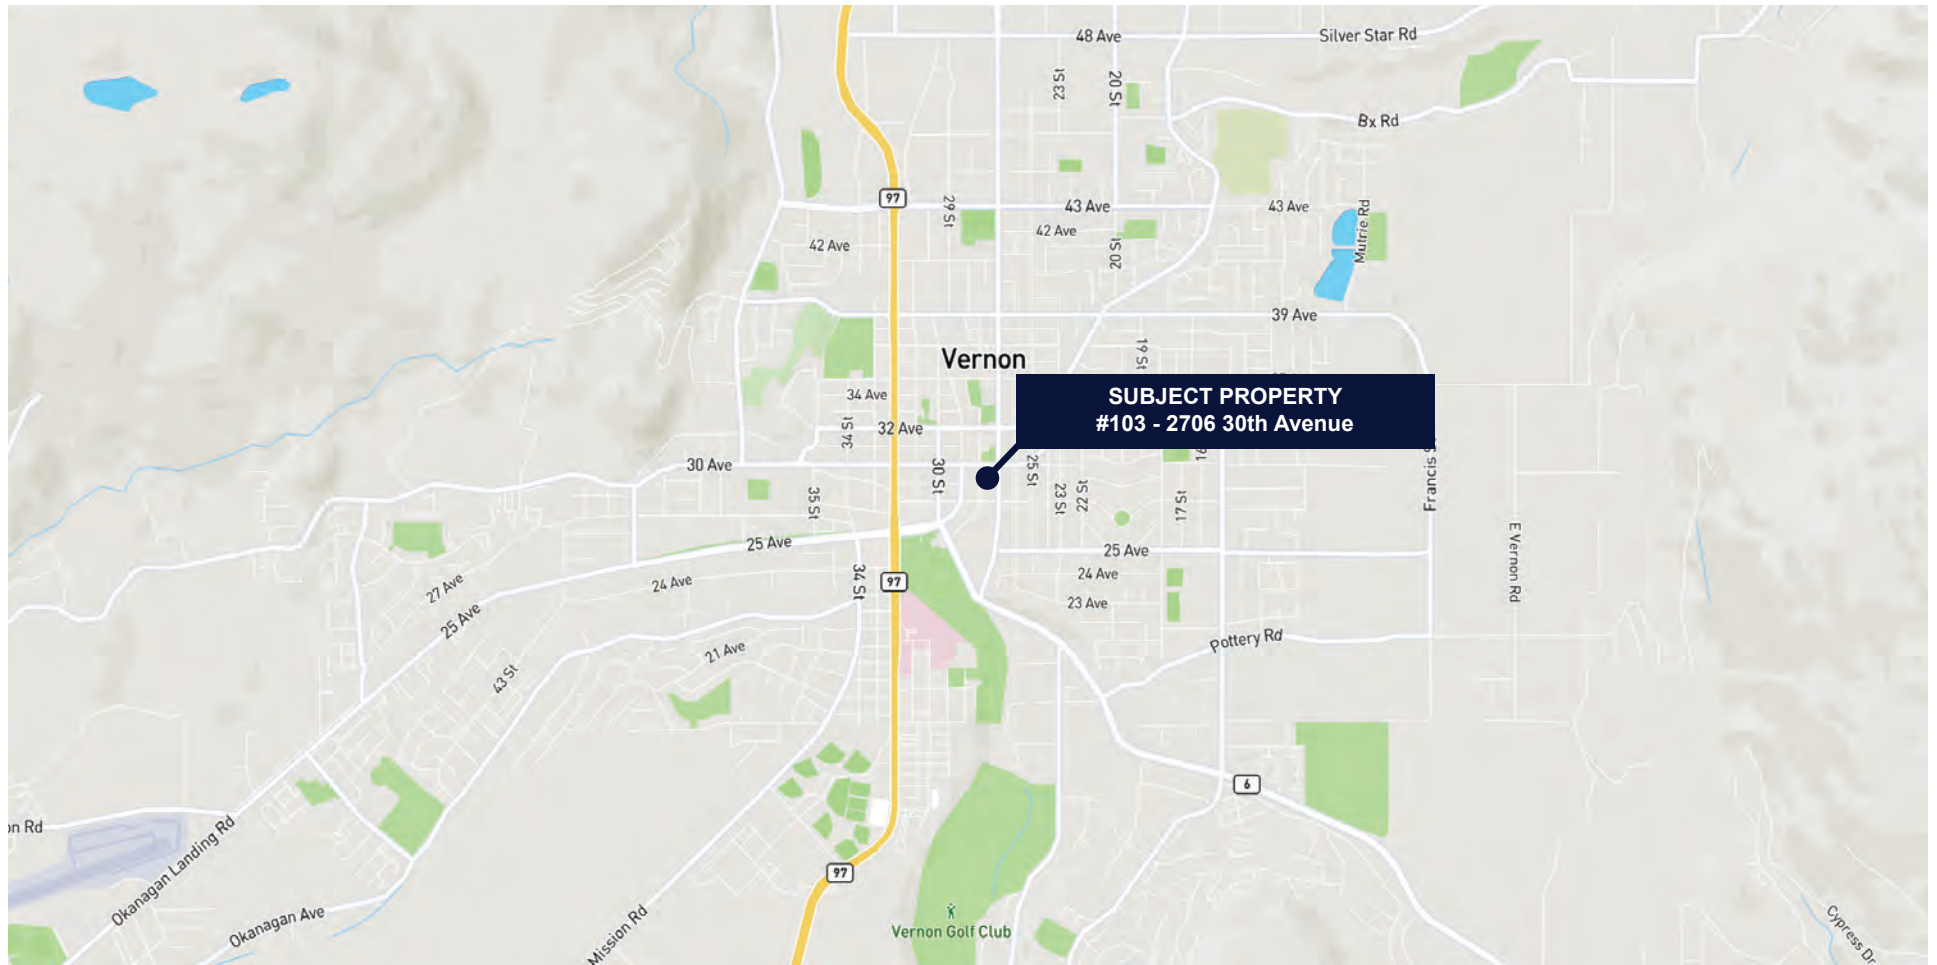 48 Ave
Silver Star Rd
23 St
20 St
Bx Rd
97
29 St
43 Ave
43 Ave
Mutrie Rd
42 Ave
42 Ave
20 St
39 Ave
Vernon
19 St
SUBJECT PROPERTY
#103 - 2706 30th Avenue
34 Ave
34 St
32 Ave
30 Ave
30 St
25 St
16
Francis
35 St
23 St
22 St
17 St
25 Ave
25 Ave
E Vernon Rd
27 Ave
24 Ave
34 St
97
24 Ave
23 Ave
25 Ave
Pottery Rd
21 Ave
43 St
6
on Rd
Okanagan Landing Rd
97
Okanagan Ave
Mission Rd
Vernon Golf Club
Cypress Dr